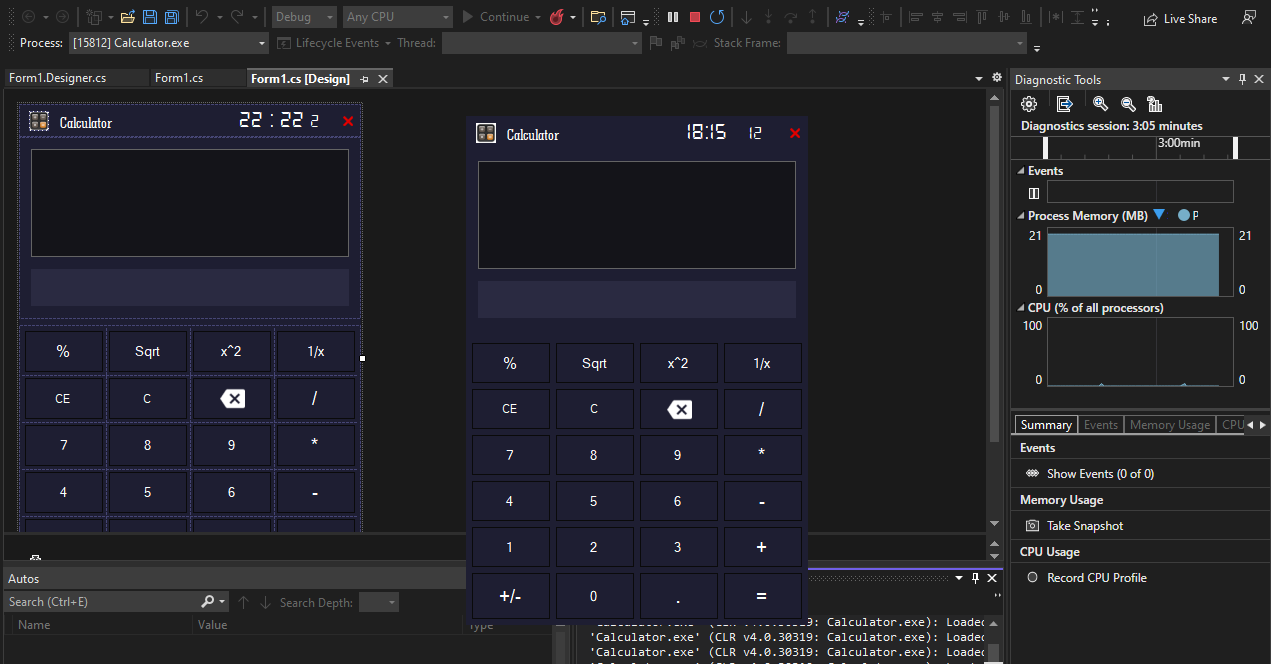 Debug Any CPU Continue Live Share
Process: [15812] Calculator.exe Lifecycle Events Thread: Stack Frame:
Form1.Designer.cs Form1.cs Form1.cs [Design]
Calculator 22:22 2
%
Sqrt
x^2
1/x
CE
C
/
7
8
9
*
4
5
6
-
Calculator 18:15 12
%
Sqrt
x^2
1/x
CE
C
/
7
8
9
*
4
5
6
-
1
2
3
+
+/-
0
.
=
Diagnostic Tools
Diagnostics session: 3:05 minutes
3:00min
Events
Process Memory (MB) P
21 21
0 0
CPU (% of all processors)
100 100
0 0
Summary Events Memory Usage CPU
Events
Show Events (0 of 0)
Memory Usage
Take Snapshot
CPU Usage
Record CPU Profile
Autos
Search (Ctrl+E) Search Depth:
Name Value Type
'Calculator.exe' (CLR v4.0.30319: Calculator.exe): Loaded
'Calculator.exe' (CLR v4.0.30319: Calculator.exe): Loaded
'Calculator.exe' (CLR v4.0.30319: Calculator.exe): Loaded